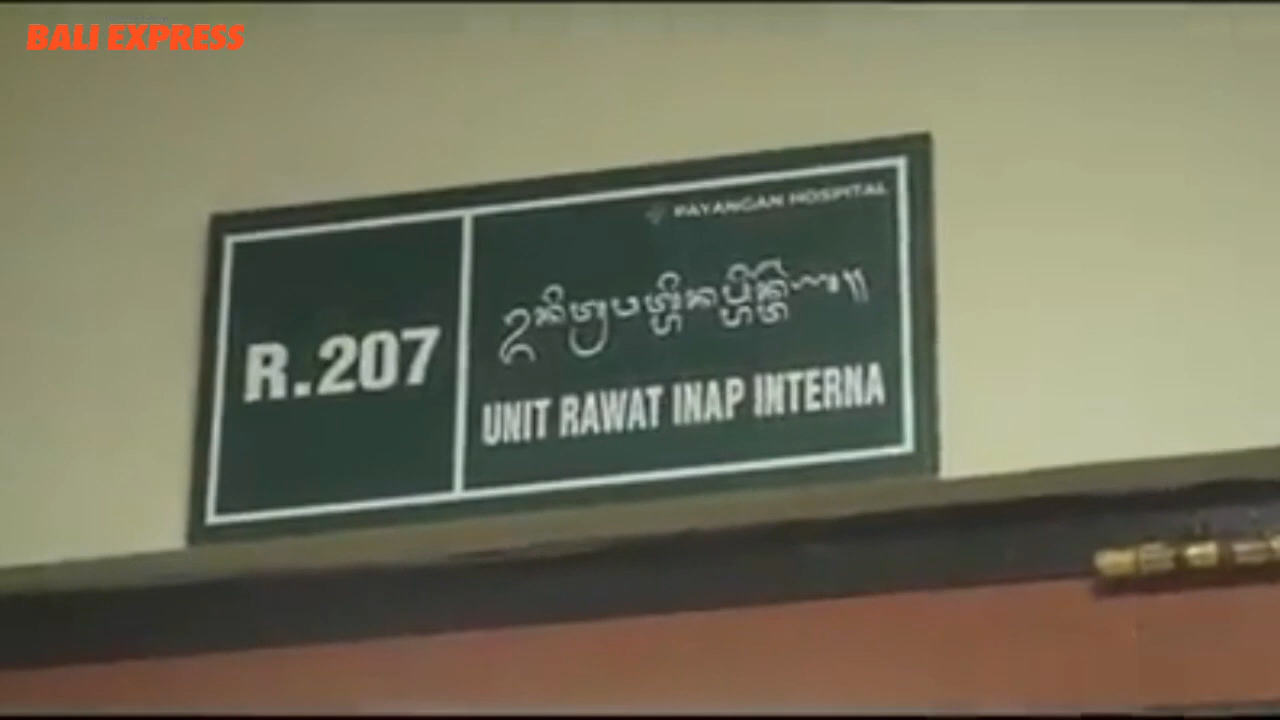 BALI EXPRESS
PAYANGAN HOSPITAL
R.207
UNIT RAWAT INAP INTERNA